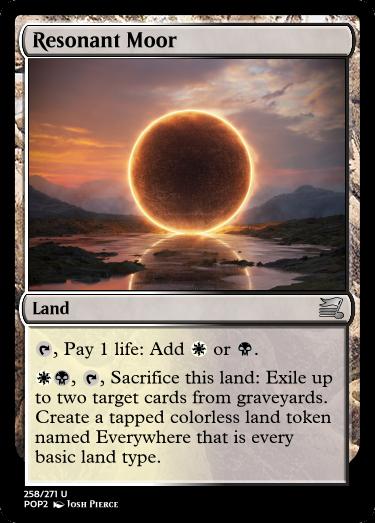 Resonant Moor
Land
, Pay 1 life: Add or .
, , Sacrifice this land: Exile up
to two target cards from graveyards.
Create a tapped colorless land token
named Everywhere that is every
basic land type.
258/271 U
POP2 Josh Pierce